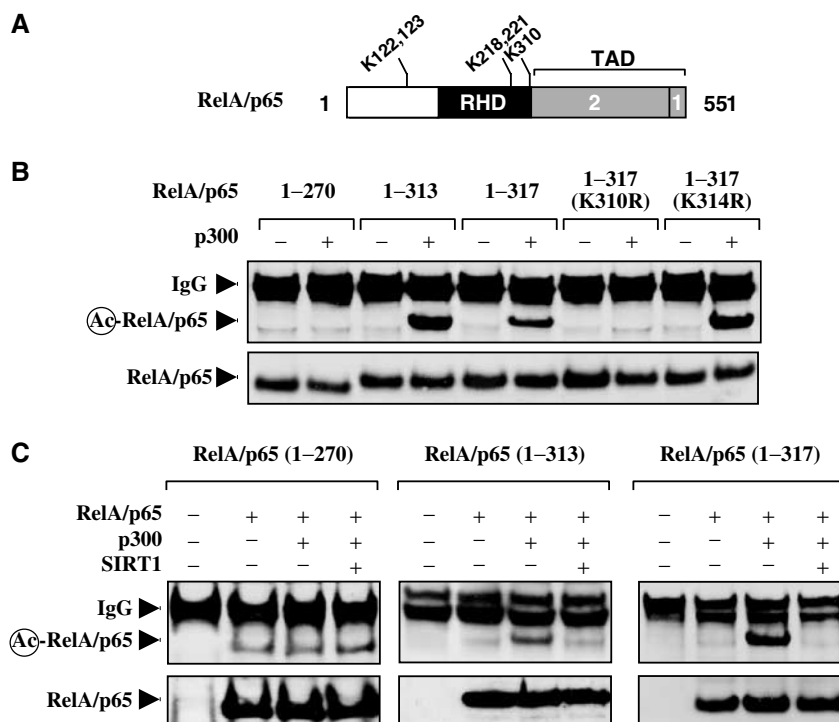 A
K122,123
K218,221
K310
TAD
RelA/p65 1 RHD 2 1 551
B
RelA/p65 1–270 1–313 1–317 1–317 (K310R) 1–317 (K314R)
p300 – + – + – + – + – +
IgG
Ac-RelA/p65
RelA/p65
C
RelA/p65 (1–270) RelA/p65 (1–313) RelA/p65 (1–317)
RelA/p65 – + + + – + + + – + + +
p300 – – + + – – + + – – + +
SIRT1 – – – + – – – + – – – +
IgG
Ac-RelA/p65
RelA/p65